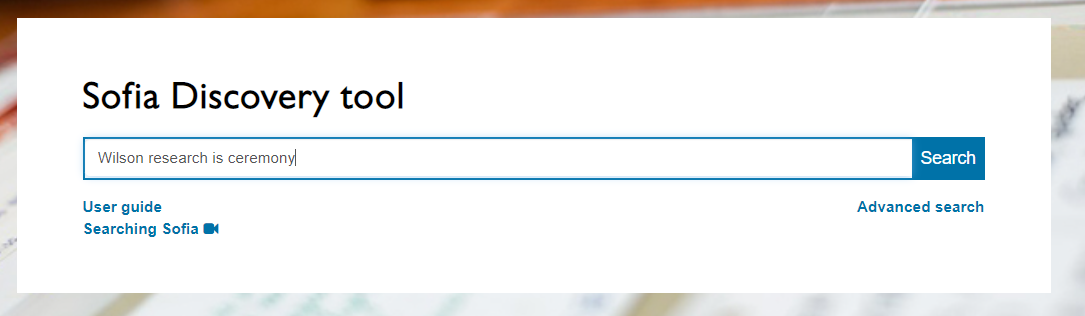 Sofia Discovery tool
Wilson research is ceremony
Search
User guide
Advanced search
Searching Sofia